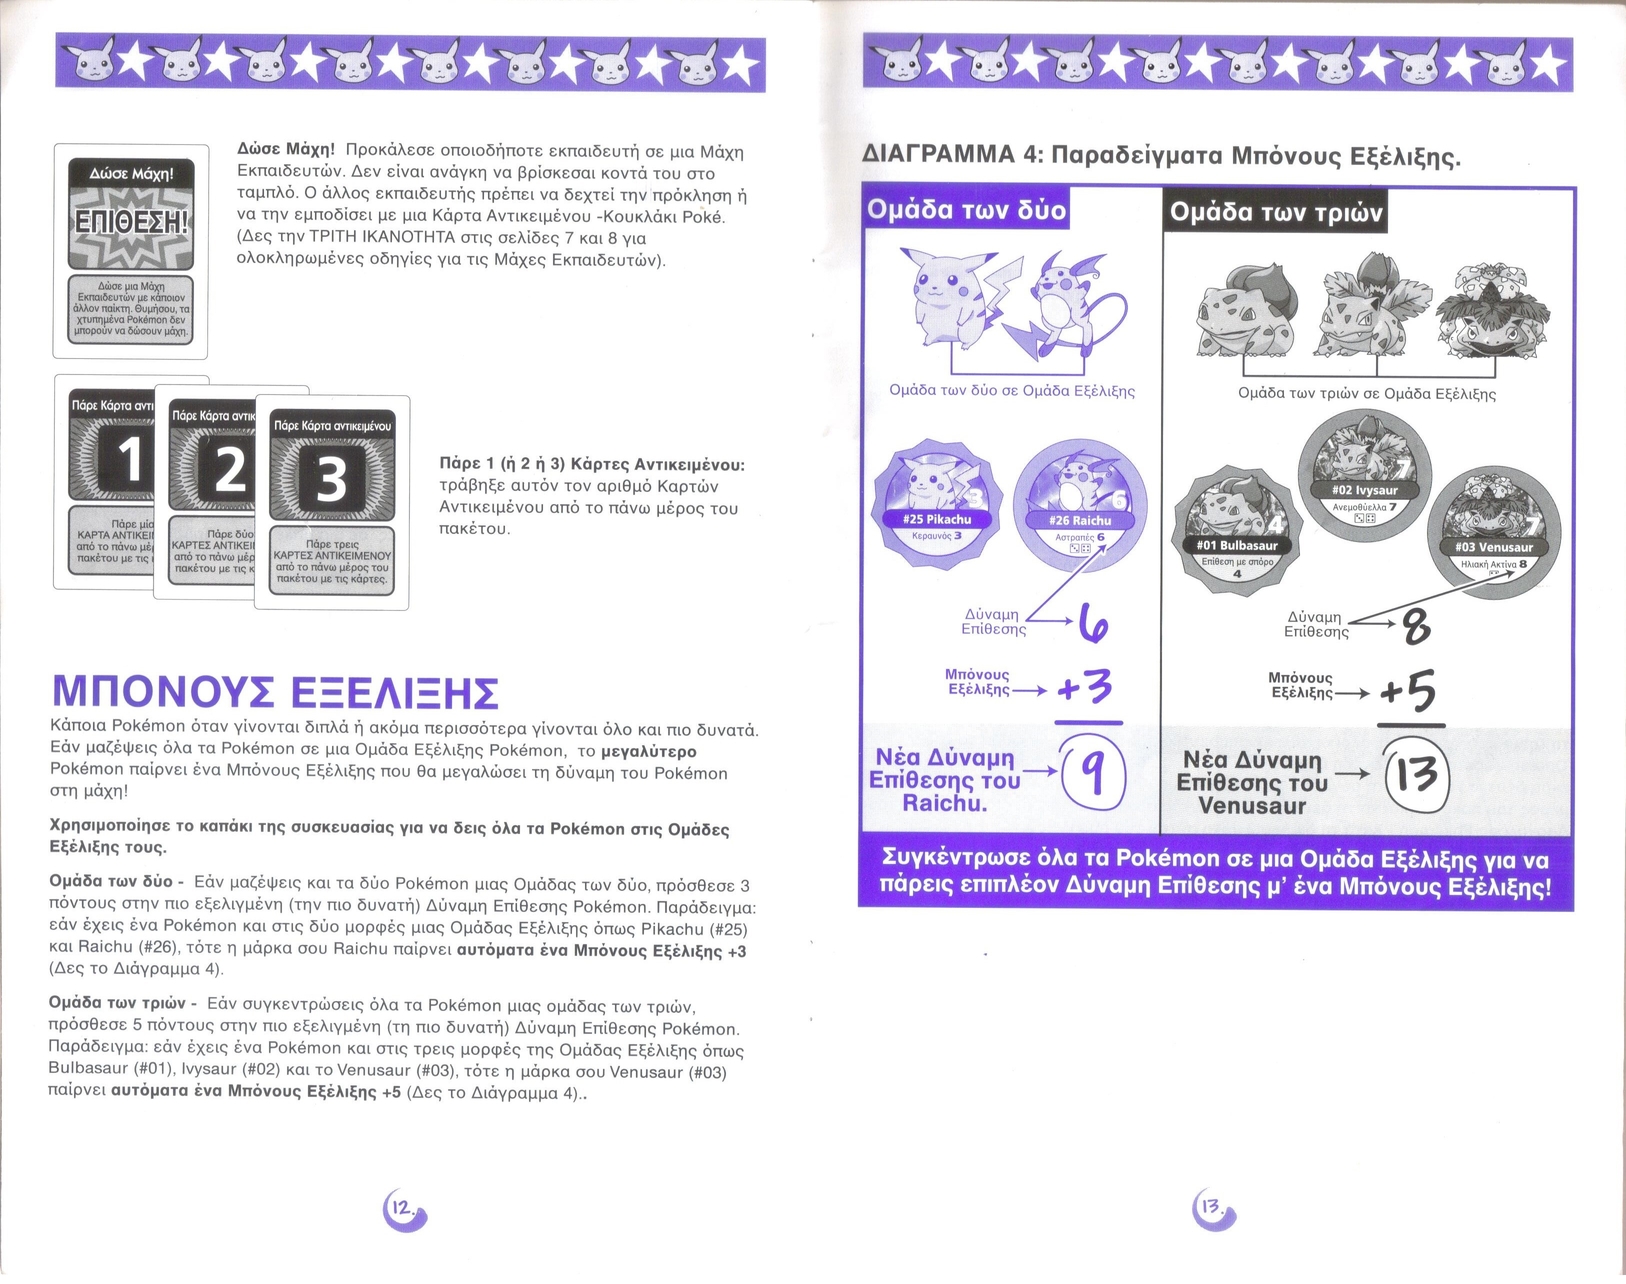 Δώσε Μάχη!
ΕΠΙΘΕΣΗ!
Δώσε μια Μάχη
Εκπαιδευτών με κάποιον
άλλον παίκτη. Θυμήσου, τα
χτυπημένα Pokémon δεν
μπορούν να δώσουν μάχη.
Δώσε Μάχη! Προκάλεσε οποιοδήποτε εκπαιδευτή σε μια Μάχη
Εκπαιδευτών. Δεν είναι ανάγκη να βρίσκεσαι κοντά του στο
ταμπλό. Ο άλλος εκπαιδευτής πρέπει να δεχτεί την πρόκληση ή
να την εμποδίσει με μια Κάρτα Αντικειμένου -Κουκλάκι Ροκέ.
(Δες την ΤΡΙΤΗ ΙΚΑΝΟΤΗΤΑ στις σελίδες 7 και 8 για
ολοκληρωμένες οδηγίες για τις Μάχες Εκπαιδευτών).
Πάρε Κάρτα αντι
1
Πάρε μία
ΚΑΡΤΑ ΑΝΤΙΚΕΙ
από το πάνω μέ
πακέτου με τις
Πάρε Κάρτα αντικ
2
Πάρε δύο
ΚΑΡΤΕΣ ΑΝΤΙΚΕΙ
από το πάνω μέρ
πακέτου με τις κ
Πάρε Κάρτα αντικειμένου
3
Πάρε τρεις
ΚΑΡΤΕΣ ΑΝΤΙΚΕΙΜΕΝΟΥ
από το πάνω μέρος του
πακέτου με τις κάρτες.
Πάρε 1 (ή 2 ή 3) Κάρτες Αντικειμένου:
τράβηξε αυτόν τον αριθμό Καρτών
Αντικειμένου από το πάνω μέρος του
πακέτου.
ΜΠΟΝΟΥΣ ΕΞΕΛΙΞΗΣ
Κάποια Pokémon όταν γίνονται διπλά ή ακόμα περισσότερα γίνονται όλο και πιο δυνατά.
Εάν μαζέψεις όλα τα Pokémon σε μια Ομάδα Εξέλιξης Pokémon, το μεγαλύτερο
Pokémon παίρνει ένα Μπόνους Εξέλιξης που θα μεγαλώσει τη δύναμη του Pokémon
στη μάχη!
Χρησιμοποίησε το καπάκι της συσκευασίας για να δεις όλα τα Pokémon στις Ομάδες
Εξέλιξης τους.
Ομάδα των δύο - Εάν μαζέψεις και τα δύο Pokémon μιας Ομάδας των δύο, πρόσθεσε 3
πόντους στην πιο εξελιγμένη (την πιο δυνατή) Δύναμη Επίθεσης Pokémon. Παράδειγμα:
εάν έχεις ένα Pokémon και στις δύο μορφές μιας Ομάδας Εξέλιξης όπως Pikachu (#25)
και Raichu (#26), τότε η μάρκα σου Raichu παίρνει αυτόματα ένα Μπόνους Εξέλιξης +3
(Δες το Διάγραμμα 4).
Ομάδα των τριών - Εάν συγκεντρώσεις όλα τα Pokémon μιας ομάδας των τριών,
πρόσθεσε 5 πόντους στην πιο εξελιγμένη (τη πιο δυνατή) Δύναμη Επίθεσης Pokémon.
Παράδειγμα: εάν έχεις ένα Pokémon και στις τρεις μορφές της Ομάδας Εξέλιξης όπως
Bulbasaur (#01), Ivysaur (#02) και το Venusaur (#03), τότε η μάρκα σου Venusaur (#03)
παίρνει αυτόματα ένα Μπόνους Εξέλιξης +5 (Δες το Διάγραμμα 4)..
12.
ΔΙΑΓΡΑΜΜΑ 4: Παραδείγματα Μπόνους Εξέλιξης.
Ομάδα των δύο
Ομάδα των δύο σε Ομάδα Εξέλιξης
3
#25 Pikachu
Κεραυνός 3
6
#26 Raichu
Αστραπές 6
Δύναμη
Επίθεσης
6
Μπόνους
Εξέλιξης
+3
Νέα Δύναμη
Επίθεσης του
Raichu.
9
Ομάδα των τριών
Ομάδα των τριών σε Ομάδα Εξέλιξης
4
#01 Bulbasaur
Επίθεση με σπόρο
4
7
#02 Ivysaur
Ανεμοθύελλα 7
7
#03 Venusaur
Ηλιακή Ακτίνα 8
Δύναμη
Επίθεσης
8
Μπόνους
Εξέλιξης
+5
Νέα Δύναμη
Επίθεσης του
Venusaur
13
Συγκέντρωσε όλα τα Pokémon σε μια Ομάδα Εξέλιξης για να
πάρεις επιπλέον Δύναμη Επίθεσης μ' ένα Μπόνους Εξέλιξης!
13.